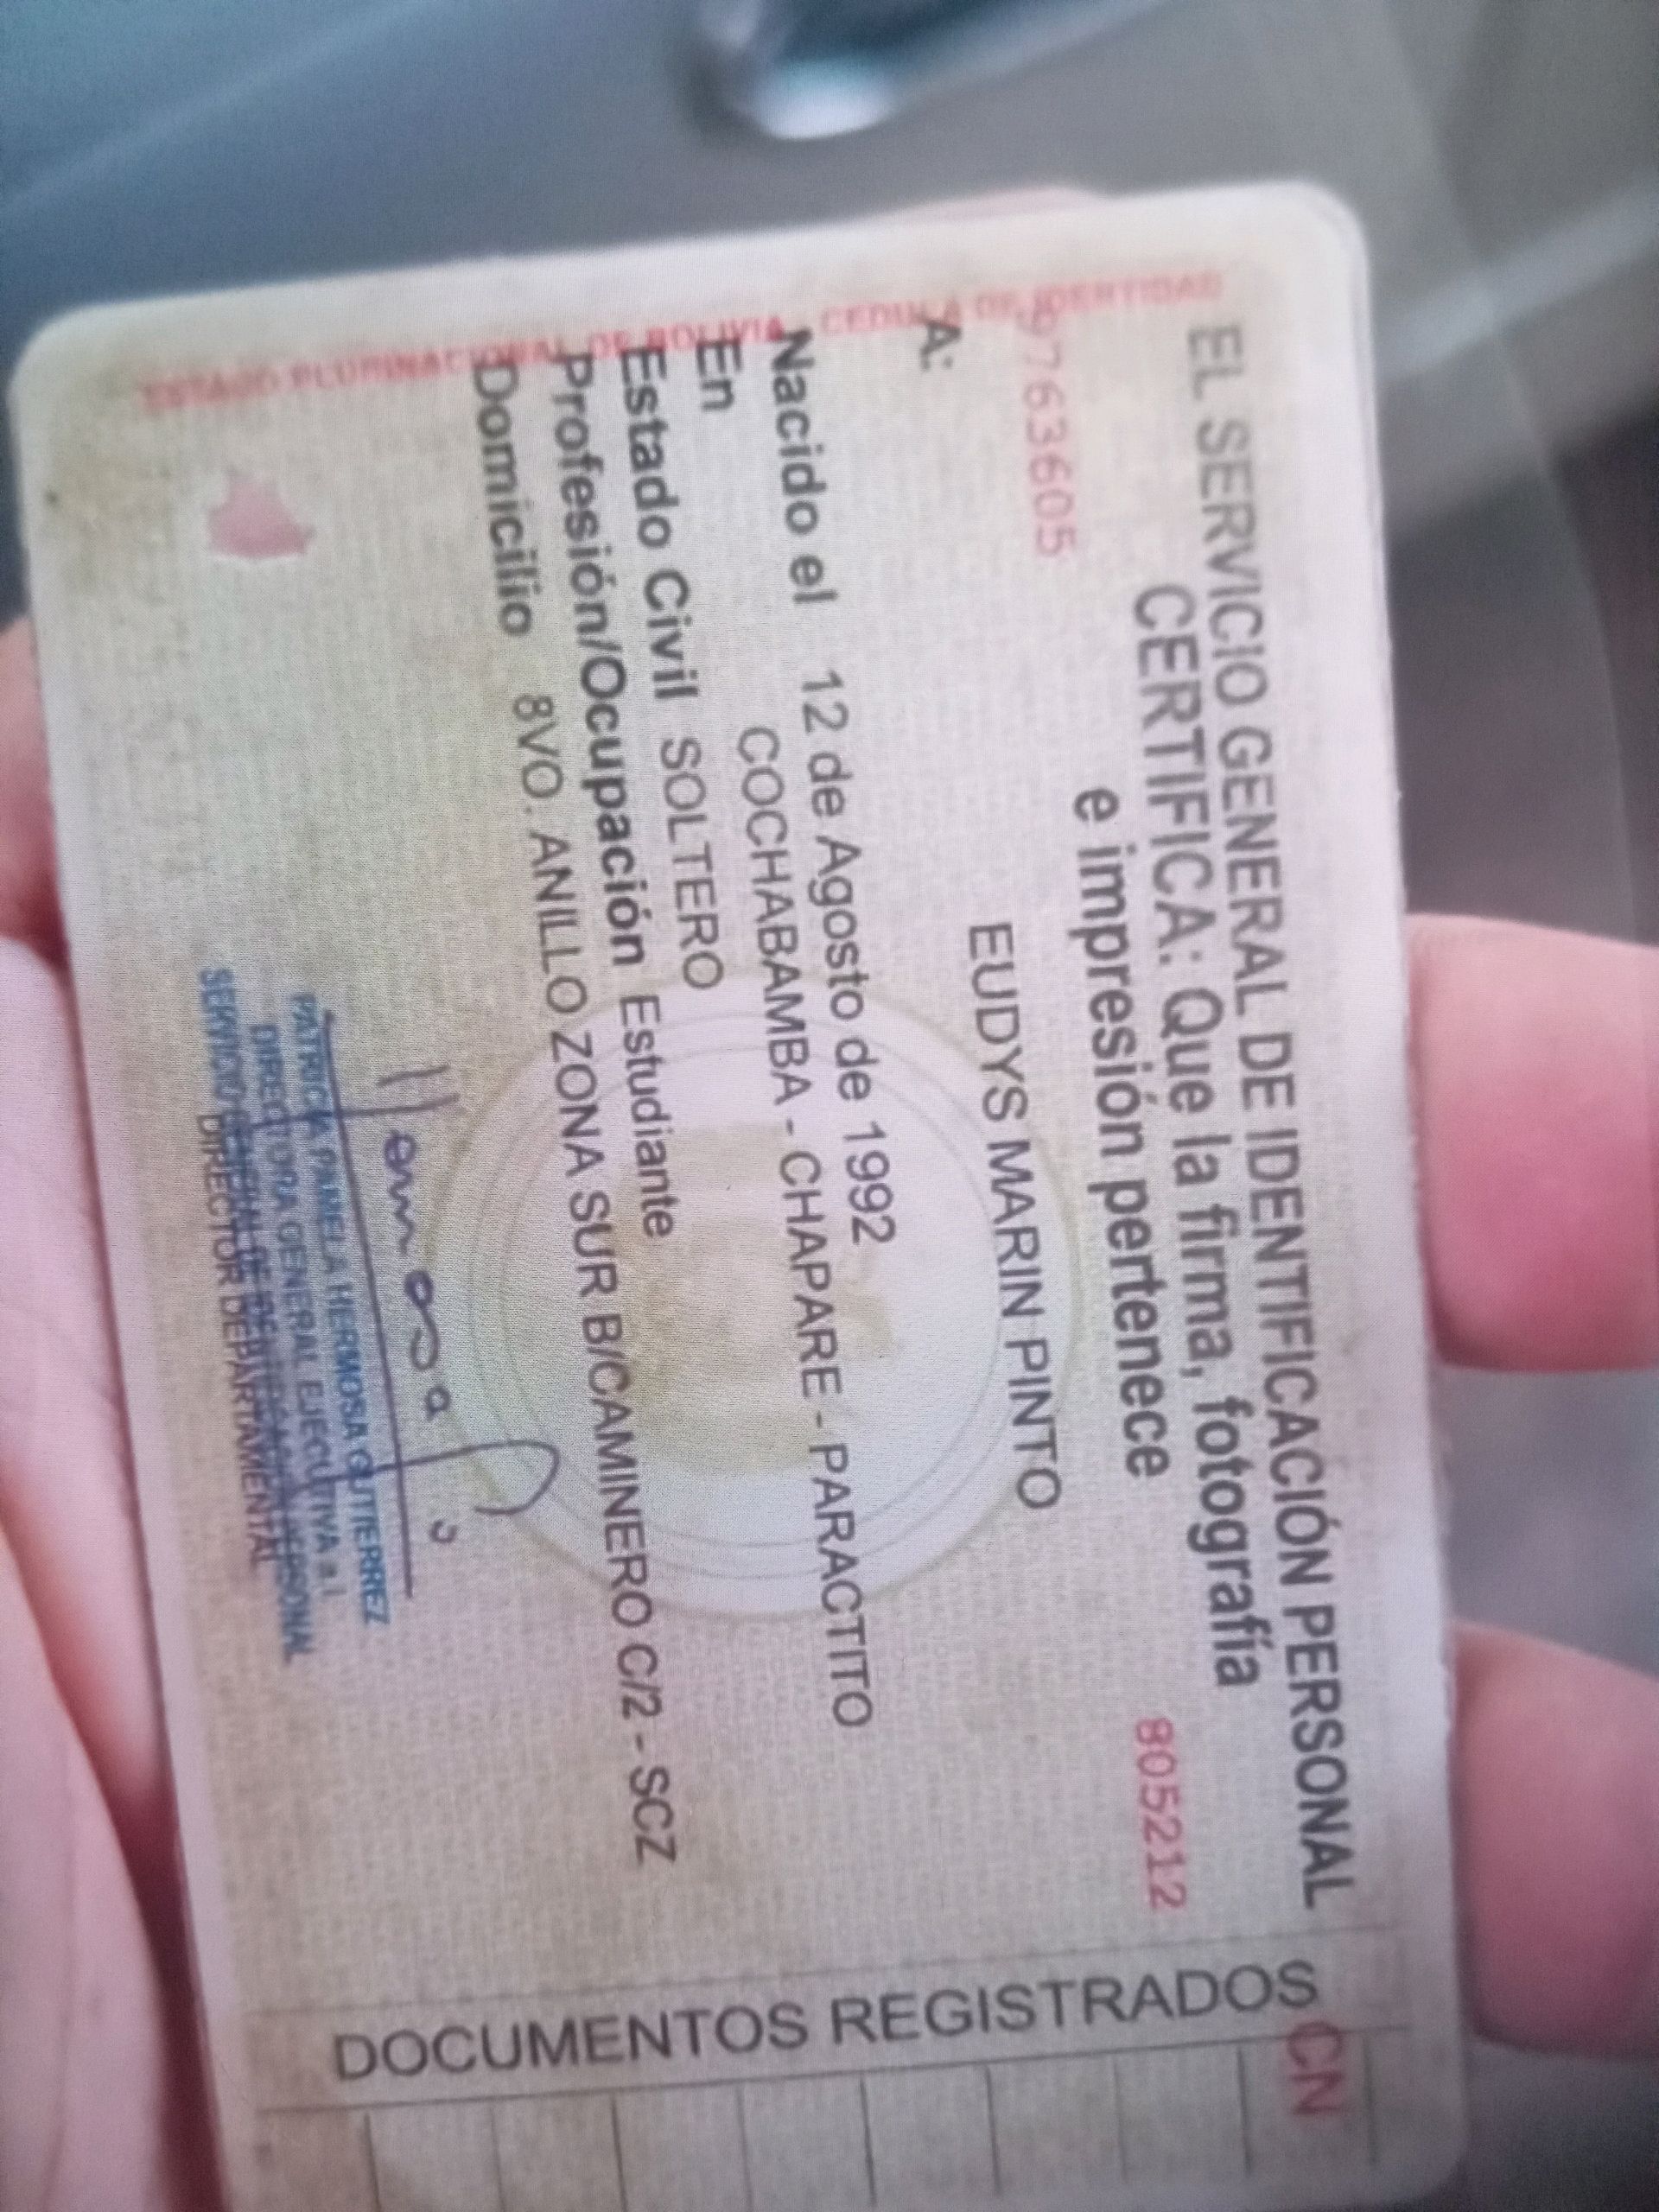 EL SERVICIO GENERAL DE IDENTIFICACIÓN PERSONAL
CERTIFICA: Que la firma, fotografía
e impresión pertenece
9763605
805212
A:
EUDYS MARIN PINTO
Nacido el 12 de Agosto de 1992
En COCHABAMBA - CHAPARE - PARACTITO
Estado Civil SOLTERO
Profesión/Ocupación Estudiante
Domicilio 8VO. ANILLO ZONA SUR B/CAMINERO C/2 - SCZ
PATRICIA PAMELA HERMOSA GUTIERREZ
DIRECTORA GENERAL EJECUTIVA a.i.
SERVICIO GENERAL DE PERSONAL
DIRECTOR DEPARTAMENTAL
ESTADO PLURINACIONAL DE BOLIVIA - CEDULA DE IDENTIDAD
DOCUMENTOS REGISTRADOS
CN